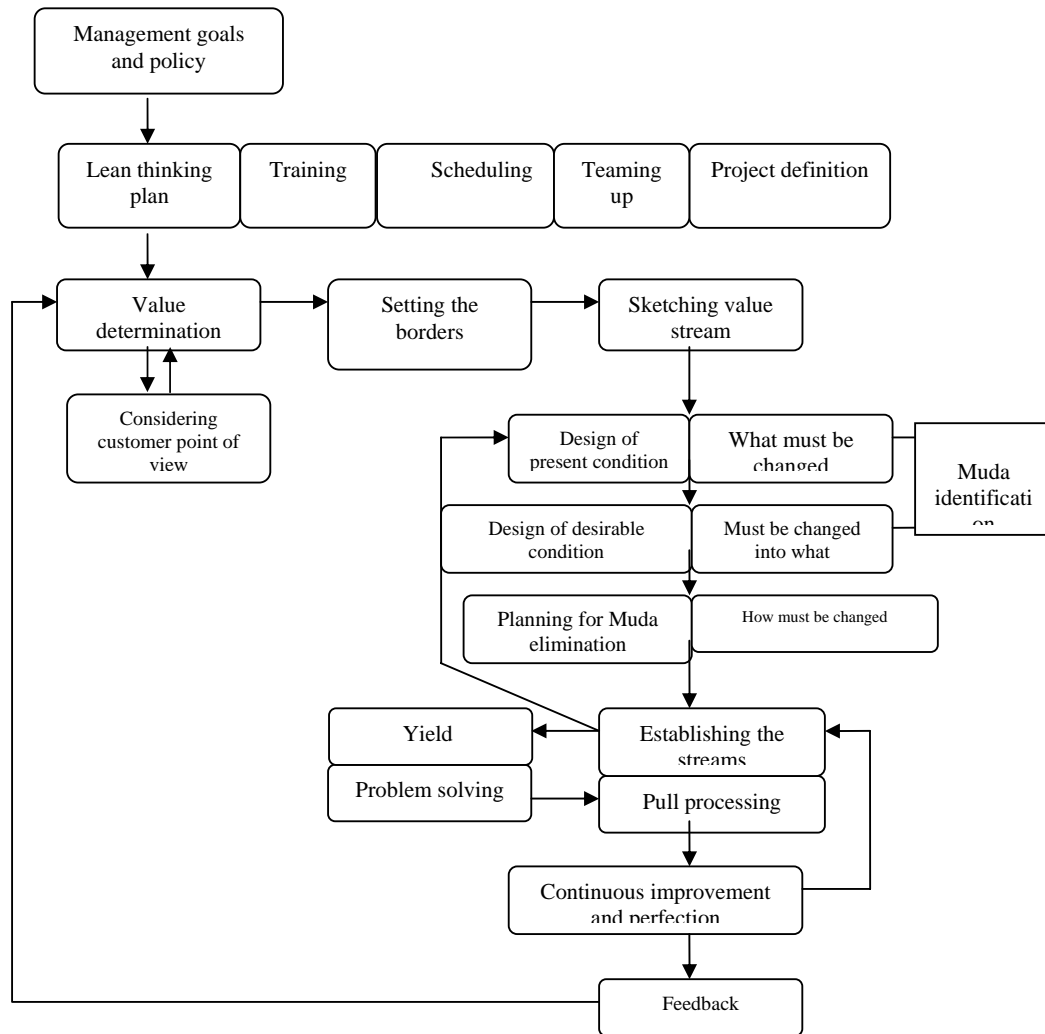 Management goals
and policy
Lean thinking
plan
Training
Scheduling
Teaming
up
Project definition
Value
determination
Setting the
borders
Sketching value
stream
Considering
customer point of
view
Design of
present condition
What must be
changed
Muda
identificati
on
Design of desirable
condition
Must be changed
into what
Planning for Muda
elimination
How must be changed
Yield
Establishing the
streams
Problem solving
Pull processing
Continuous improvement
and perfection
Feedback